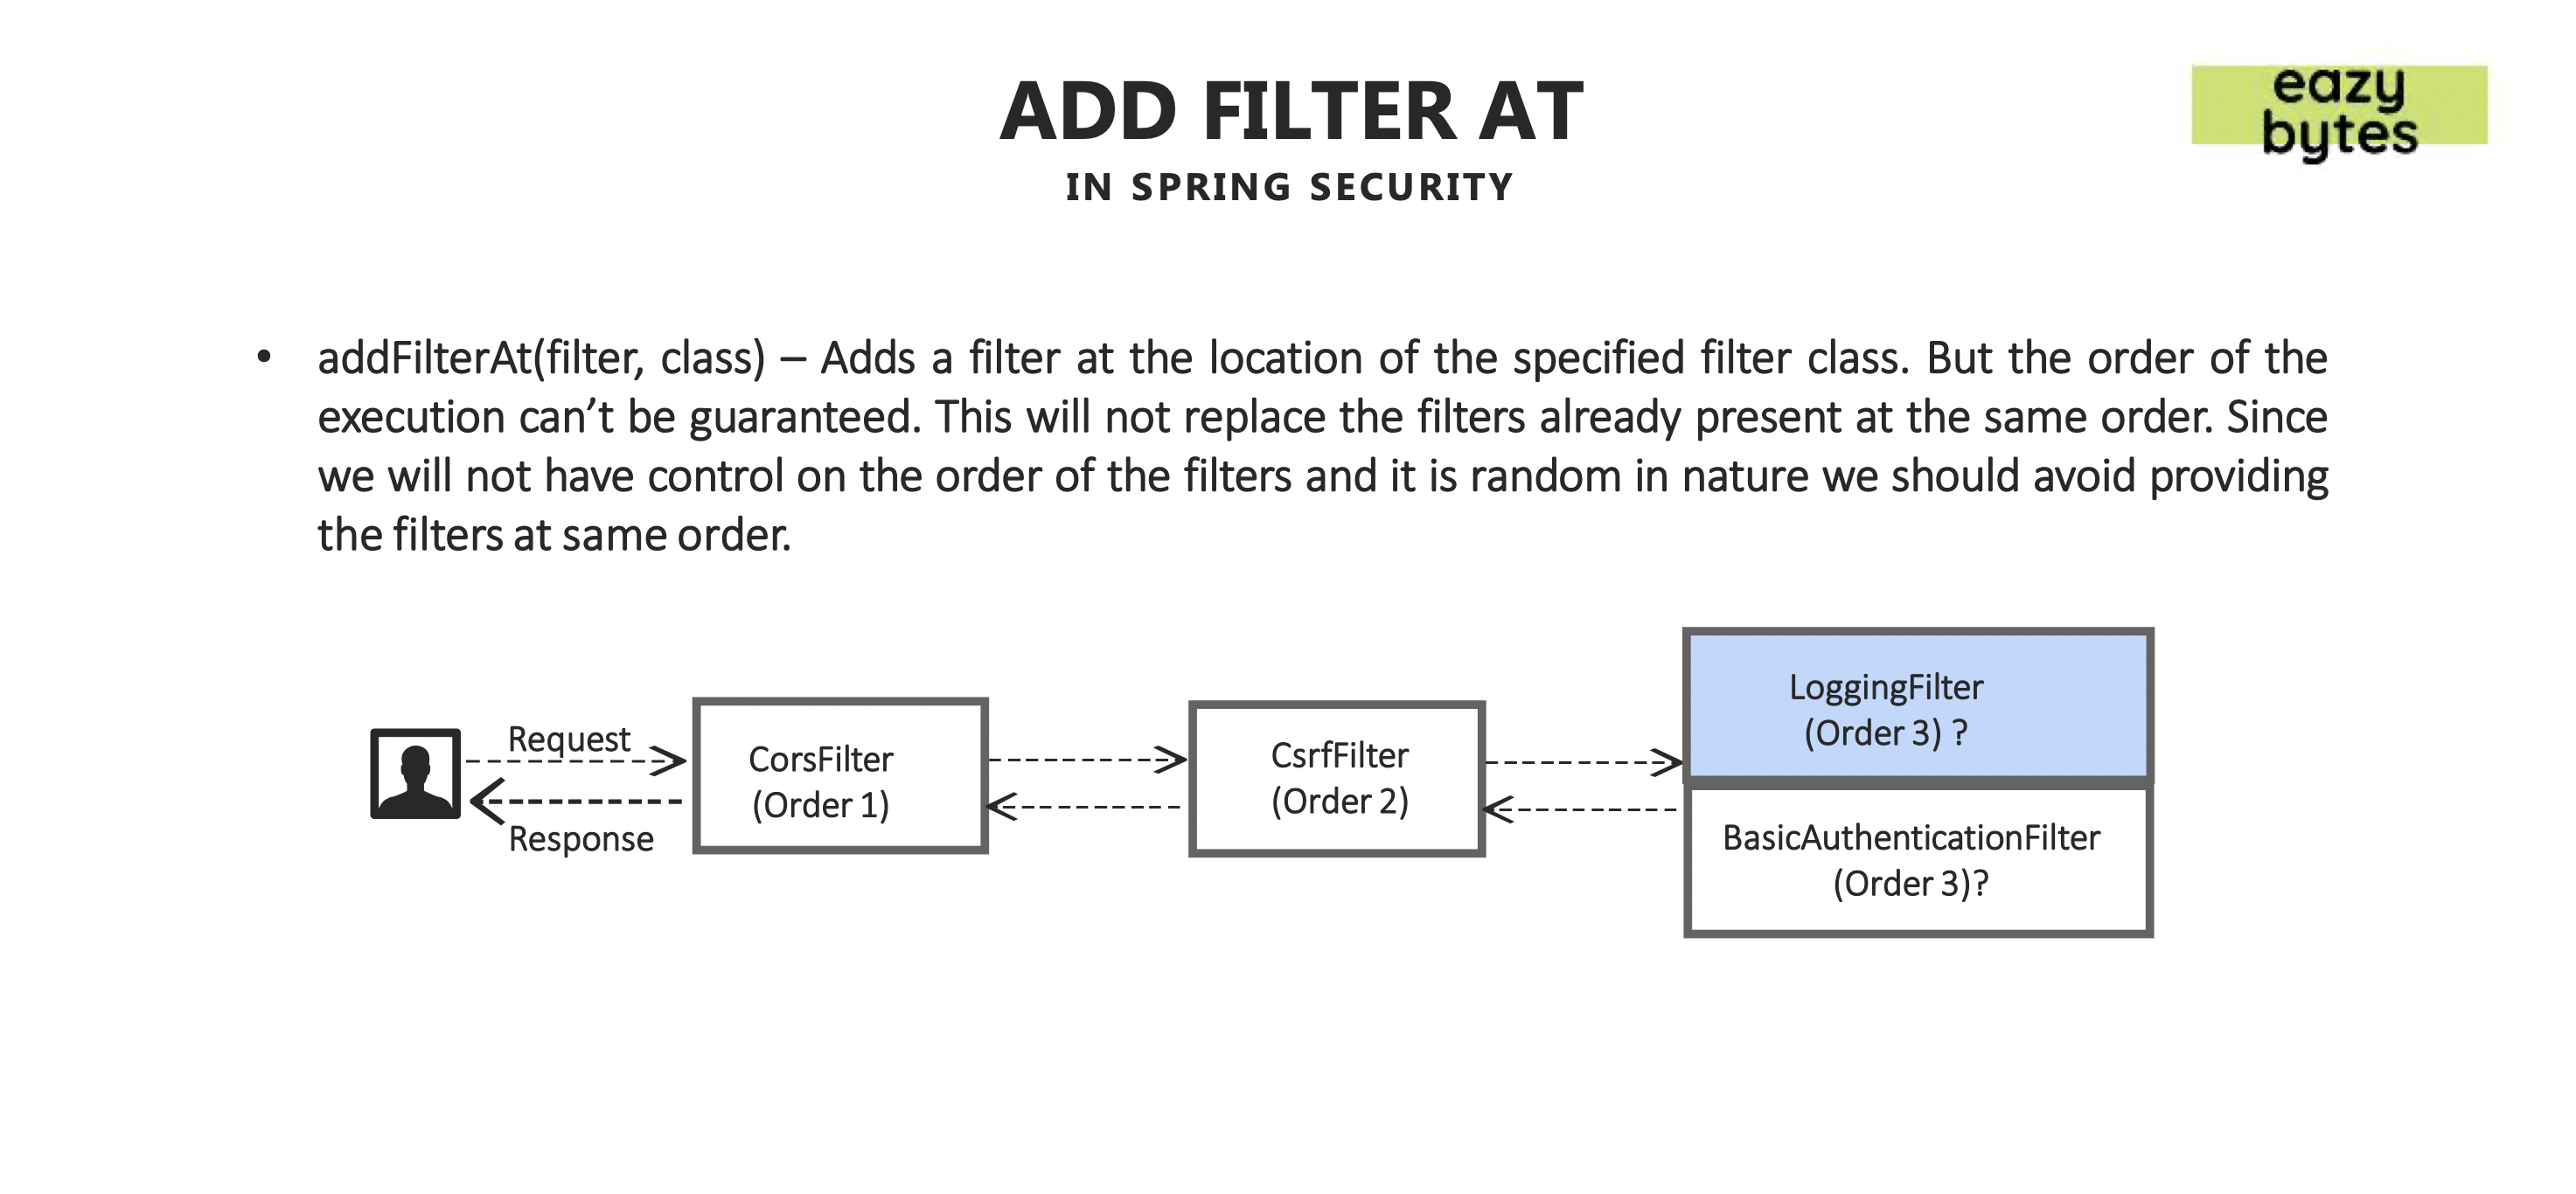 ADD FILTER AT
IN SPRING SECURITY
eazy
bytes
• addFilterAt(filter, class) – Adds a filter at the location of the specified filter class. But the order of the
execution can’t be guaranteed. This will not replace the filters already present at the same order. Since
we will not have control on the order of the filters and it is random in nature we should avoid providing
the filters at same order.
Request
Response
CorsFilter
(Order 1)
CsrfFilter
(Order 2)
LoggingFilter
(Order 3) ?
BasicAuthenticationFilter
(Order 3)?